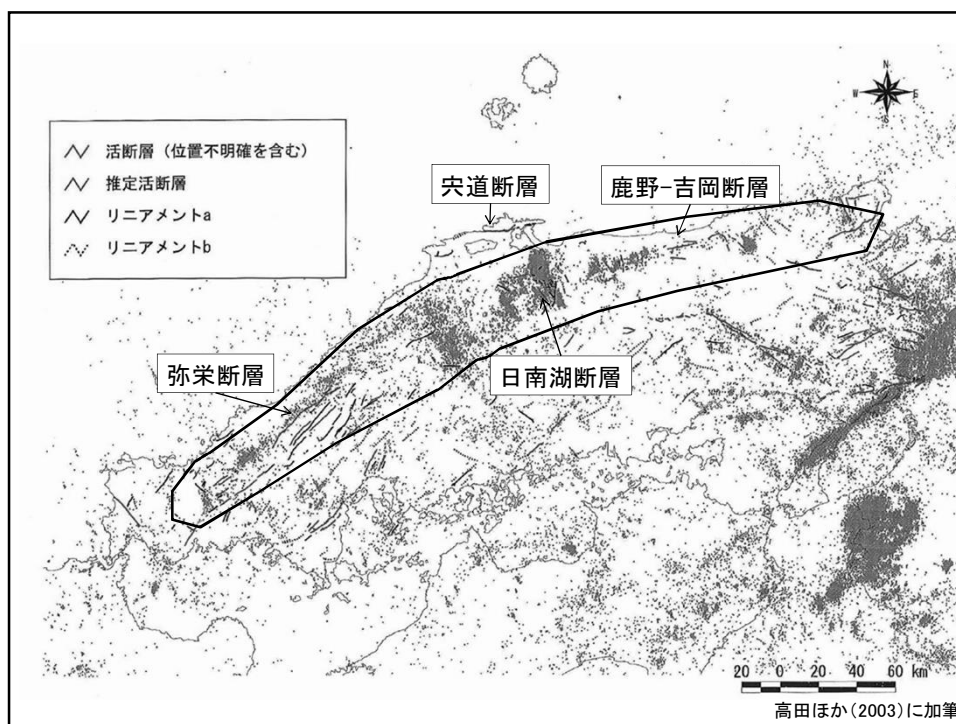 N
W
E
S
活断層（位置不明確を含む）
推定活断層
リニアメントa
リニアメントb
宍道断層
鹿野-吉岡断層
弥栄断層
日南湖断層
20 0 20 40 60 km
高田ほか(2003)に加筆